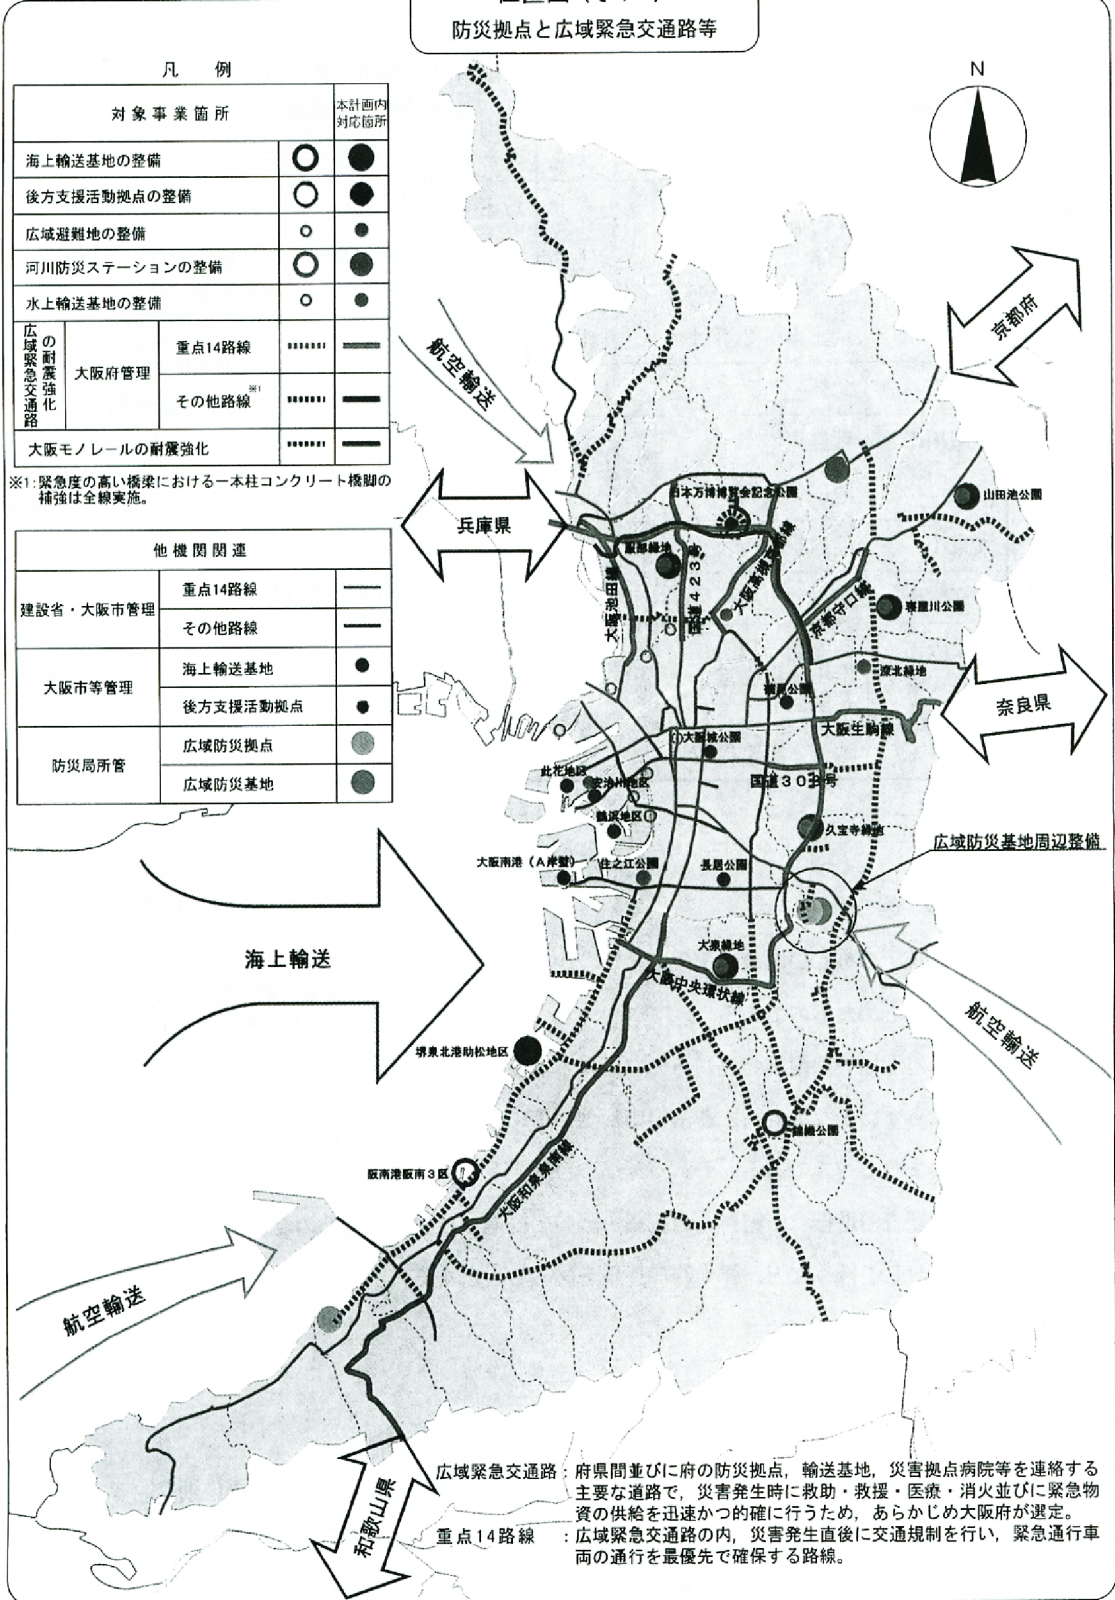 防災拠点と広域緊急交通路等
凡 例
対象事業箇所
本計画内
対応箇所
海上輸送基地の整備
後方支援活動拠点の整備
広域避難地の整備
河川防災ステーションの整備
水上輸送基地の整備
広域緊急交通路
の耐震強化
大阪府管理
重点14路線
その他路線※1
大阪モノレールの耐震強化
※1:緊急度の高い橋梁における一本柱コンクリート橋脚の
補強は全線実施。
他機関関連
建設省・大阪市管理
重点14路線
その他路線
大阪市等管理
海上輸送基地
後方支援活動拠点
防災局所管
広域防災拠点
広域防災基地
N
京都府
航空輸送
兵庫県
日本万博博覧会記念公園
山田池公園
服部緑地
国道423号
大阪池田線
京都守口線
寝屋川公園
深北緑地
奈良県
大阪生駒線
大阪城公園
国道308号
此花地区
安治川地区
鶴浜地区
久宝寺緑地
広域防災基地周辺整備
大阪南港(A岸壁)
住之江公園
長居公園
海上輸送
大泉緑地
大阪中央環状線
航空輸送
堺泉北港助松地区
錦織公園
阪南港阪南3区
大阪和泉泉南線
航空輸送
和歌山県
広域緊急交通路:府県間並びに府の防災拠点,輸送基地,災害拠点病院等を連絡する
主要な道路で,災害発生時に救助・救援・医療・消火並びに緊急物
資の供給を迅速かつ的確に行うため,あらかじめ大阪府が選定。
重点14路線 :広域緊急交通路の内,災害発生直後に交通規制を行い,緊急通行車
両の通行を最優先で確保する路線。